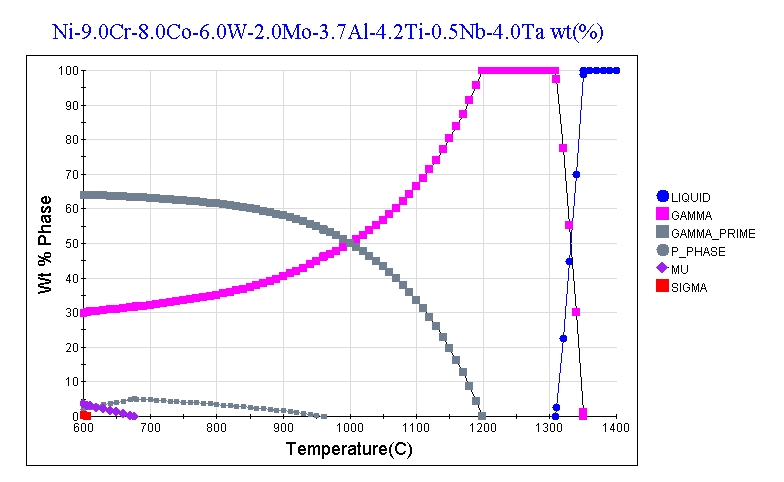 Ni-9.0Cr-8.0Co-6.0W-2.0Mo-3.7Al-4.2Ti-0.5Nb-4.0Ta wt(%)
100
90
80
70
60
50
40
30
20
10
0
Wt % Phase
600 700 800 900 1000 1100 1200 1300 1400
Temperature(C)
LIQUID
GAMMA
GAMMA_PRIME
P_PHASE
MU
SIGMA